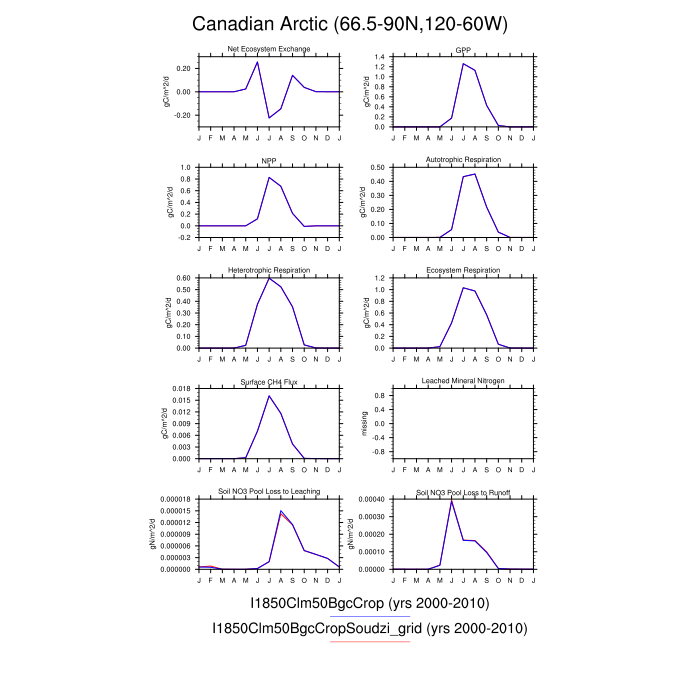 Canadian Arctic (66.5-90N,120-60W)
Net Ecosystem Exchange
gC/m^2/d
0.20
0.00
-0.20
J F M A M J J A S O N D J
GPP
gC/m^2/d
1.4
1.2
1.0
0.8
0.6
0.4
0.2
0.0
J F M A M J J A S O N D J
NPP
gC/m^2/d
1.0
0.8
0.6
0.4
0.2
0.0
-0.2
J F M A M J J A S O N D J
Autotrophic Respiration
gC/m^2/d
0.50
0.40
0.30
0.20
0.10
0.00
J F M A M J J A S O N D J
Heterotrophic Respiration
gC/m^2/d
0.60
0.50
0.40
0.30
0.20
0.10
0.00
J F M A M J J A S O N D J
Ecosystem Respiration
gC/m^2/d
1.2
1.0
0.8
0.6
0.4
0.2
0.0
J F M A M J J A S O N D J
Surface CH4 Flux
gC/m^2/d
0.018
0.015
0.012
0.009
0.006
0.003
0.000
J F M A M J J A S O N D J
Leached Mineral Nitrogen
missing
0.8
0.4
0.0
-0.4
-0.8
J F M A M J J A S O N D J
Soil NO3 Pool Loss to Leaching
gN/m^2/d
0.000018
0.000015
0.000012
0.000009
0.000006
0.000003
0.000000
J F M A M J J A S O N D J
Soil NO3 Pool Loss to Runoff
gN/m^2/d
0.00040
0.00030
0.00020
0.00010
0.00000
J F M A M J J A S O N D J
I1850Clm50BgcCrop (yrs 2000-2010)
I1850Clm50BgcCropSoudzi_grid (yrs 2000-2010)